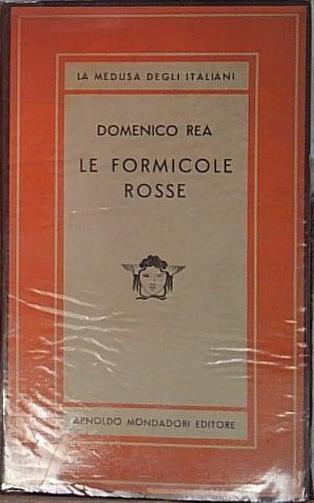 LA MEDUSA DEGLI ITALIANI
DOMENICO REA
LE FORMICOLE
ROSSE
ARNOLDO MONDADORI EDITORE